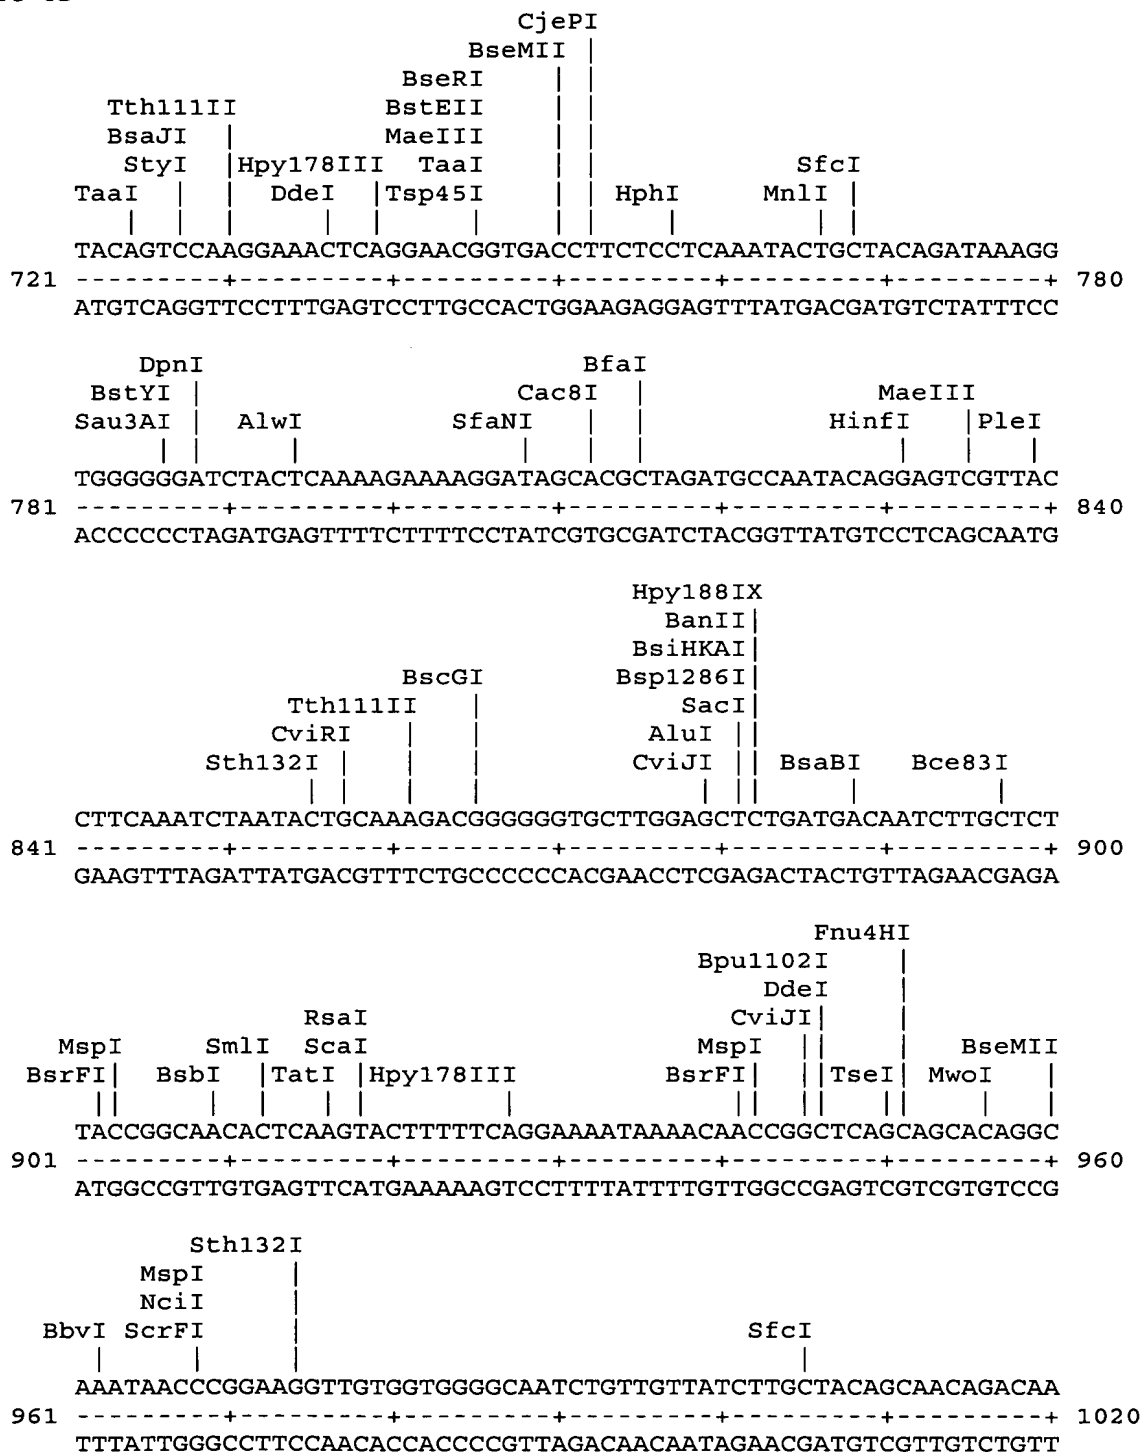 CjePI
BseMII |
BseRI | |
BstEII | |
Tth111II MaeIII | |
BsaJI | TaaI | |
StyI |Hpy178III | | SfcI
TaaI | | DdeI |Tsp45I | | HphI MnlI |
TACAGTCCAAGGAAACTCAGGAACGGTGACCTTCTCCTCAAATACTGCTACAGATAAAGG
721 ---------+---------+---------+---------+---------+---------+ 780
ATGTCAGGTTCCTTTGAGTCCTTGCCACTGGAAGAGGAGTTTATGACGATGTCTATTTCC
DpnI BfaI
BstYI | Cac8I | MaeIII
Sau3AI | AlwI SfaNI | | HinfI |PleI
TGGGGGGATCTACTCAAAAGAAAAGGATAGCACGCTAGATGCCAATACAGGAGTCGTTAC
781 ---------+---------+---------+---------+---------+---------+ 840
ACCCCCCTAGATGAGTTTTCTTTTCCTATCGTGCGATCTACGGTTATGTCCTCAGCAATG
Hpy188IX
BanII|
BsiHKAI|
BscGI Bsp1286I|
Tth111II | SacI|
CviRI | | AluI ||
Sth132I | | | CviJI || BsaBI Bce83I
CTTCAAATCTAATACTGCAAAGACGGGGGGTGCTTGGAGCTCTGATGACAATCTTGCTCT
841 ---------+---------+---------+---------+---------+---------+ 900
GAAGTTTAGATTATGACGTTTCTGCCCCCCACGAACCTCGAGACTACTGTTAGAACGAGA
Fnu4HI
Bpu1102I |
DdeI |
RsaI CviJI| |
MspI SmlI ScaI MspI || | BseMII
BsrFI| BsbI |TatI |Hpy178III BsrFI| || TseI| MwoI |
TACCGGCAACACTCAAGTACTTTTTCAGGAAAATAAAACAACCGGCTCAGCAGCACAGGC
901 ---------+---------+---------+---------+---------+---------+ 960
ATGGCCGTTGTGAGTTCATGAAAAAGTCCTTTTATTTTGTTGGCCGAGTCGTCGTGTCCG
Sth132I
MspI |
NciI |
BbvI ScrFI | SfcI
AAATAACCCGGAAGGTTGTGGTGGGGCAATCTGTTGTTATCTTGCTACAGCAACAGACAA
961 ---------+---------+---------+---------+---------+---------+ 1020
TTTATTGGGCCTTCCAACACCACCCCGTTAGACAACAATAGAACGATGTCGTTGTCTGTT